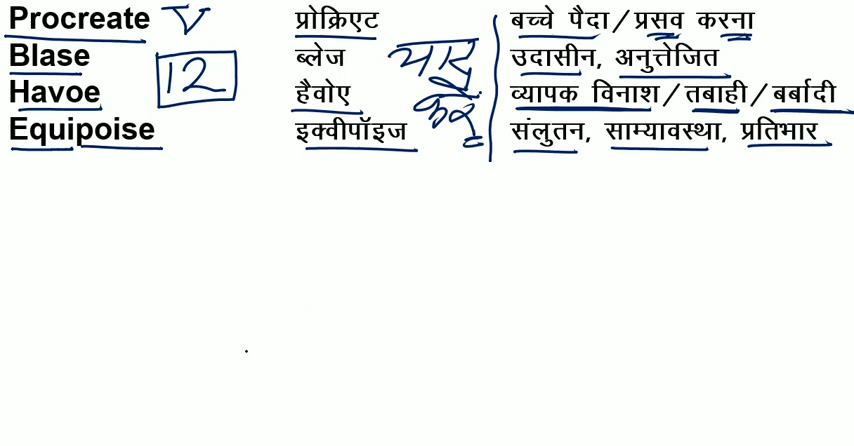 Procreate V प्रोक्रिएट बच्चे पैदा/प्रसव करना
Blase ब्लेज उदासीन, अनुत्तेजित
12 याद करें
Havoe हैवोए व्यापक विनाश/तबाही/बर्बादी
Equipoise इक्वीपॉइज संलुतन, साम्यावस्था, प्रतिभार